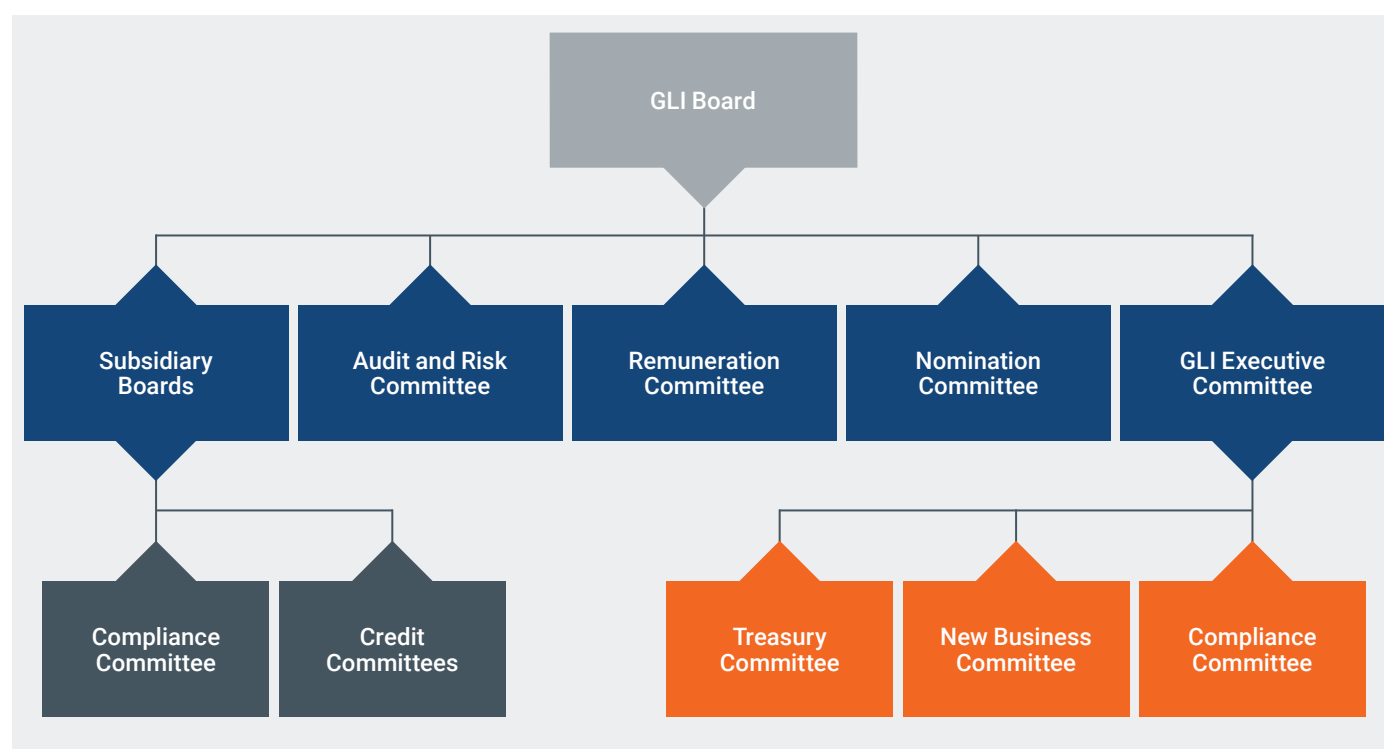 GLI Board
Subsidiary
Boards
Audit and Risk
Committee
Remuneration
Committee
Nomination
Committee
GLI Executive
Committee
Compliance
Committee
Credit
Committees
Treasury
Committee
New Business
Committee
Compliance
Committee